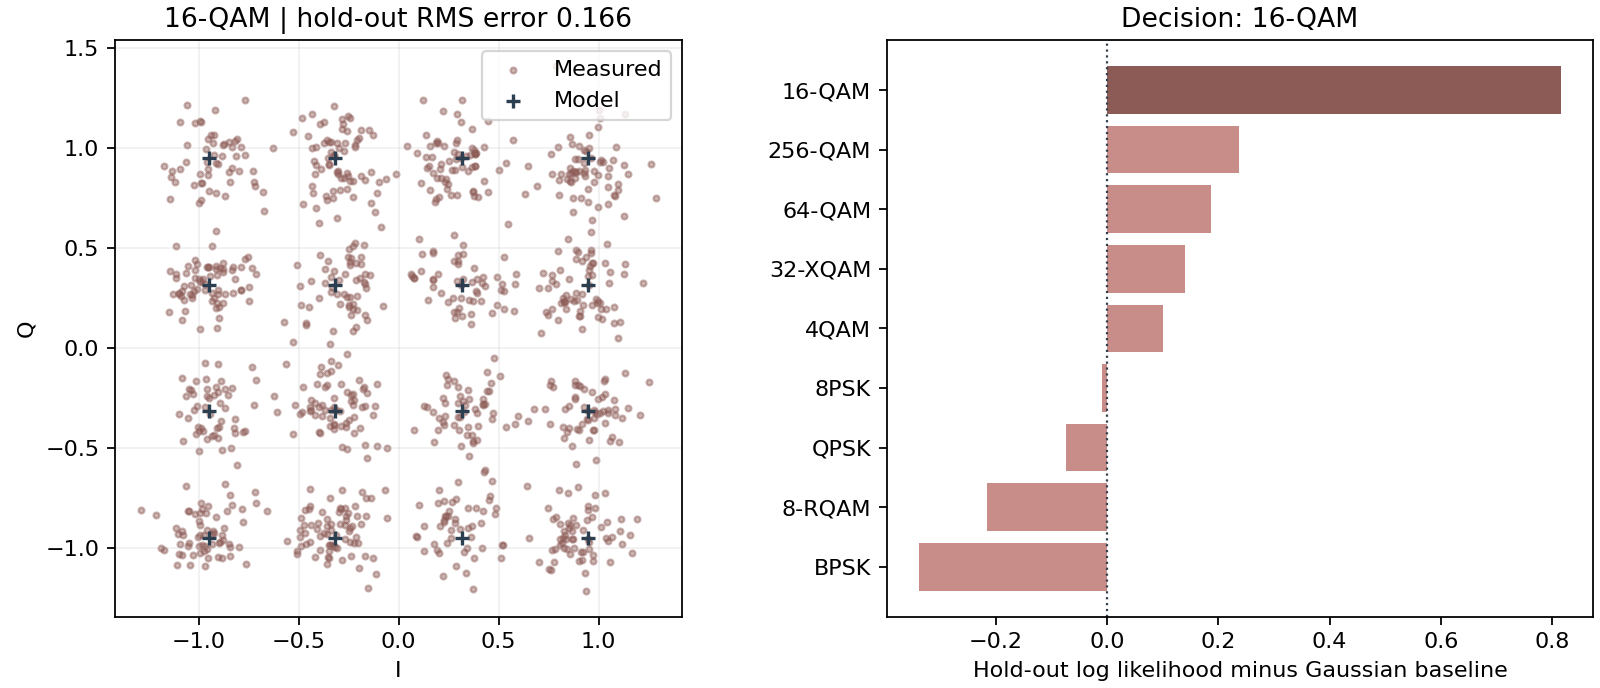 16-QAM | hold-out RMS error 0.166
Measured
Model
1.5
1.0
0.5
0.0
−0.5
−1.0
Q
−1.0
−0.5
0.0
0.5
1.0
I
Decision: 16-QAM
16-QAM
256-QAM
64-QAM
32-XQAM
4QAM
8PSK
QPSK
8-RQAM
BPSK
−0.2
0.0
0.2
0.4
0.6
0.8
Hold-out log likelihood minus Gaussian baseline